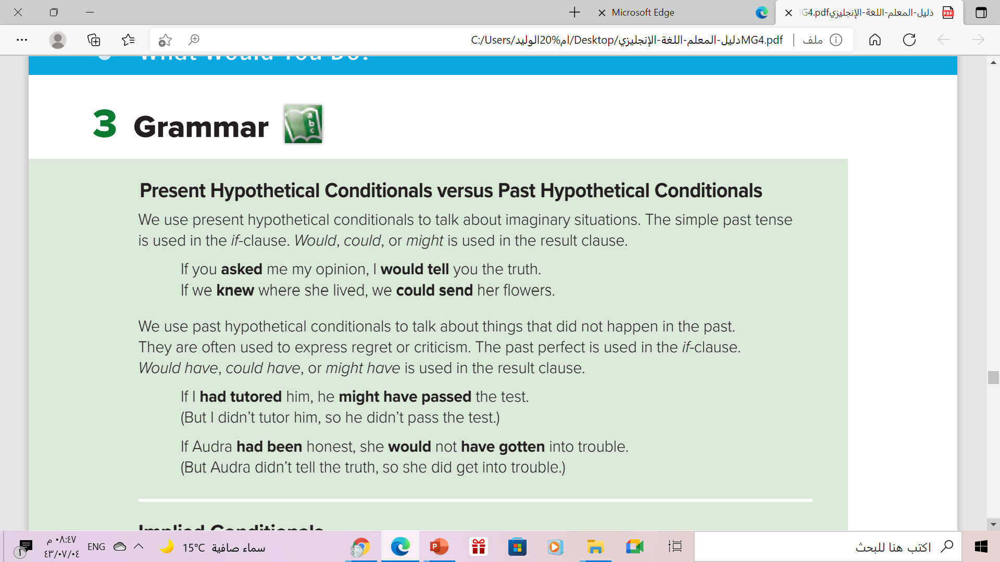 Microsoft Edge
دليل-المعلم-اللغة-الإنجليزيMG4.pdf
C:/Users/ام%20الوليد/Desktop/دليل-المعلم-اللغة-الإنجليزيMG4.pdf
ملف
What Would You Do?
3 Grammar
a
b
c
Present Hypothetical Conditionals versus Past Hypothetical Conditionals
We use present hypothetical conditionals to talk about imaginary situations. The simple past tense
is used in the if-clause. Would, could, or might is used in the result clause.
If you asked me my opinion, I would tell you the truth.
If we knew where she lived, we could send her flowers.
We use past hypothetical conditionals to talk about things that did not happen in the past.
They are often used to express regret or criticism. The past perfect is used in the if-clause.
Would have, could have, or might have is used in the result clause.
If I had tutored him, he might have passed the test.
(But I didn’t tutor him, so he didn’t pass the test.)
If Audra had been honest, she would not have gotten into trouble.
(But Audra didn’t tell the truth, so she did get into trouble.)
Implied Conditionals
١
٠٨:٤٧ م
٤٣/٠٧/٠٤
ENG
15°C سماء صافية
اكتب هنا للبحث